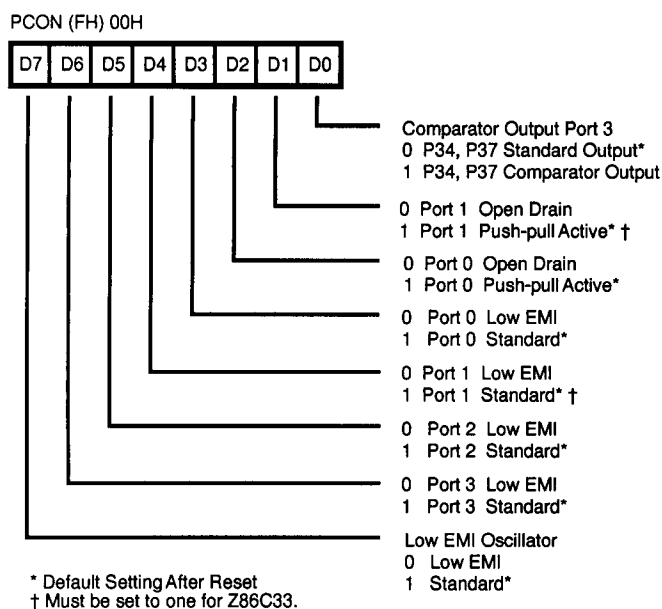 PCON (FH) 00H
D7 D6 D5 D4 D3 D2 D1 D0
Comparator Output Port 3
0 P34, P37 Standard Output*
1 P34, P37 Comparator Output
0 Port 1 Open Drain
1 Port 1 Push-pull Active* †
0 Port 0 Open Drain
1 Port 0 Push-pull Active*
0 Port 0 Low EMI
1 Port 0 Standard*
0 Port 1 Low EMI
1 Port 1 Standard* †
0 Port 2 Low EMI
1 Port 2 Standard*
0 Port 3 Low EMI
1 Port 3 Standard*
Low EMI Oscillator
0 Low EMI
1 Standard*
* Default Setting After Reset
† Must be set to one for Z86C33.